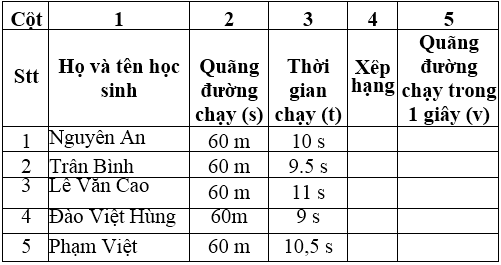 Cột 1 2 3 4 5
Stt Họ và tên học sinh Quãng đường chạy (s) Thời gian chạy (t) Xếp hạng Quãng đường chạy trong 1 giây (v)
1 Nguyên An 60 m 10 s
2 Trân Bình 60 m 9.5 s
3 Lê Văn Cao 60 m 11 s
4 Đào Việt Hùng 60m 9 s
5 Phạm Việt 60 m 10,5 s